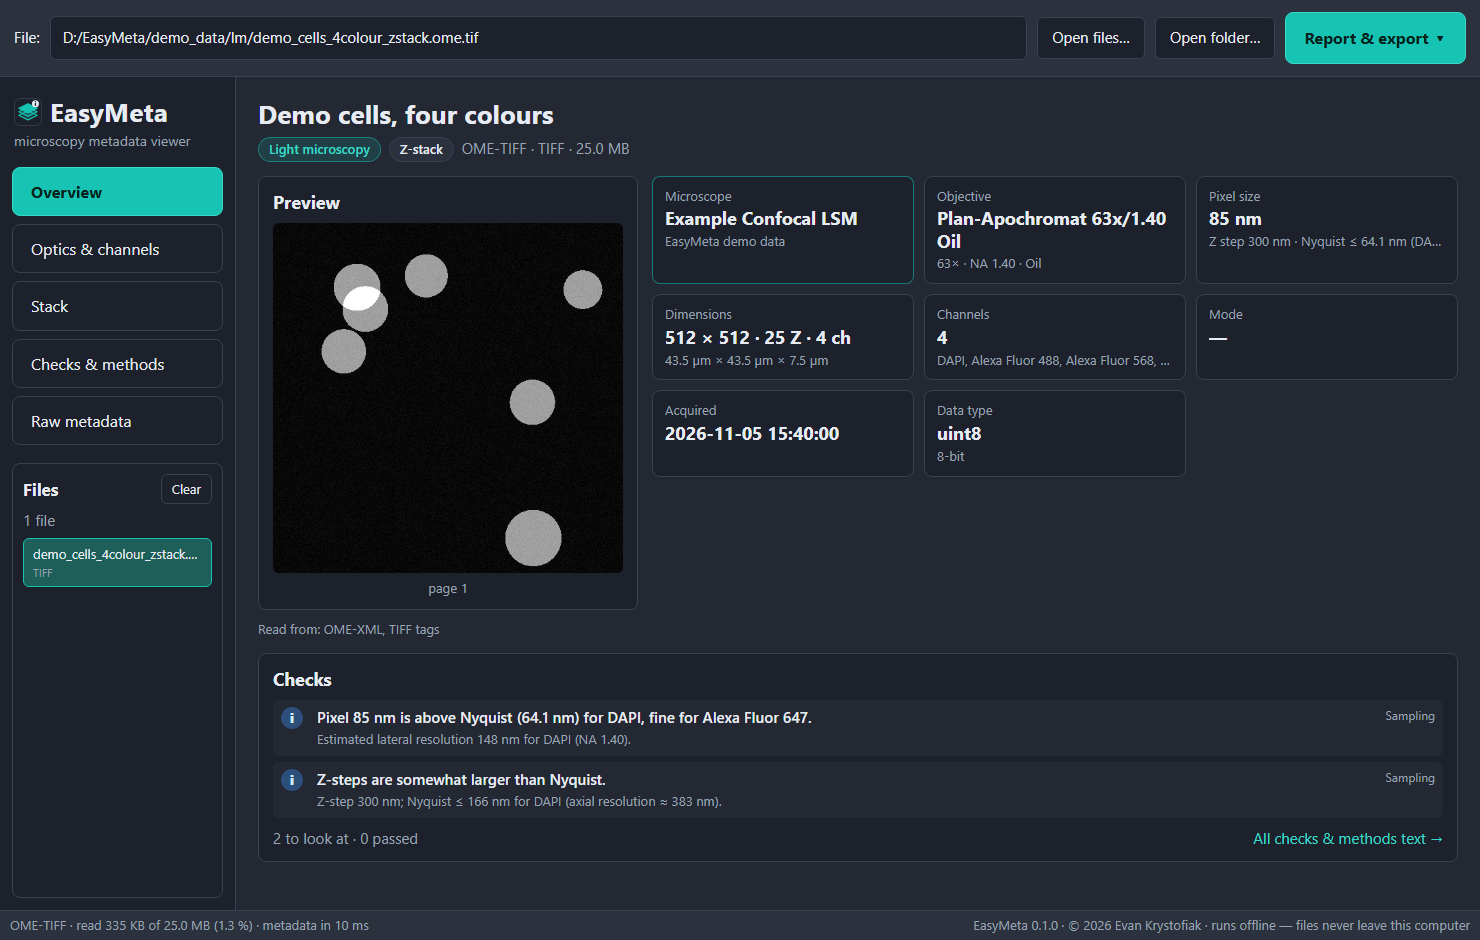 File:
D:/EasyMeta/demo_data/lm/demo_cells_4colour_zstack.ome.tif
Open files...
Open folder...
Report & export ▾
EasyMeta
microscopy metadata viewer
Overview
Optics & channels
Stack
Checks & methods
Raw metadata
Files
Clear
1 file
demo_cells_4colour_zstack....
TIFF
Demo cells, four colours
Light microscopy
Z-stack
OME-TIFF · TIFF · 25.0 MB
Preview
page 1
Microscope
Example Confocal LSM
EasyMeta demo data
Objective
Plan-Apochromat 63x/1.40
Oil
63× · NA 1.40 · Oil
Pixel size
85 nm
Z step 300 nm · Nyquist ≤ 64.1 nm (DA...
Dimensions
512 × 512 · 25 Z · 4 ch
43.5 µm × 43.5 µm × 7.5 µm
Channels
4
DAPI, Alexa Fluor 488, Alexa Fluor 568, ...
Mode
—
Acquired
2026-11-05 15:40:00
Data type
uint8
8-bit
Read from: OME-XML, TIFF tags
Checks
Pixel 85 nm is above Nyquist (64.1 nm) for DAPI, fine for Alexa Fluor 647.
Sampling
Estimated lateral resolution 148 nm for DAPI (NA 1.40).
Z-steps are somewhat larger than Nyquist.
Sampling
Z-step 300 nm; Nyquist ≤ 166 nm for DAPI (axial resolution ≈ 383 nm).
2 to look at · 0 passed
All checks & methods text →
OME-TIFF · read 335 KB of 25.0 MB (1.3 %) · metadata in 10 ms
EasyMeta 0.1.0 · © 2026 Evan Krystofiak · runs offline — files never leave this computer